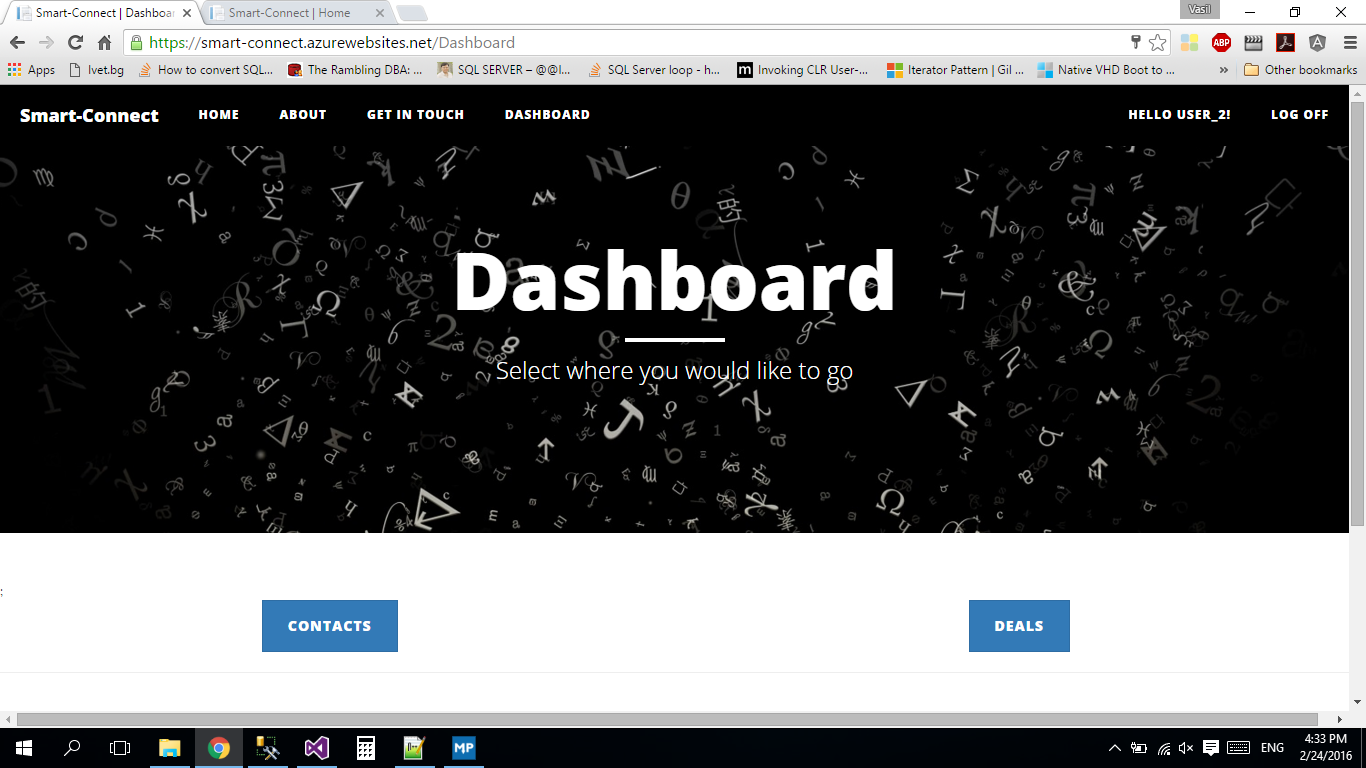 Smart-Connect | Dashboar
Smart-Connect | Home
Vasil
https://smart-connect.azurewebsites.net/Dashboard
ABP
Apps
lvet.bg
How to convert SQL...
The Rambling DBA: ...
SQL SERVER – @@I...
SQL Server loop - h...
m
Invoking CLR User-...
Iterator Pattern | Gil ...
Native VHD Boot to ...
»
Other bookmarks
Smart-Connect
HOME
ABOUT
GET IN TOUCH
DASHBOARD
HELLO USER_2!
LOG OFF
Dashboard
Select where you would like to go
;
CONTACTS
DEALS
MP
ENG
4:33 PM
2/24/2016